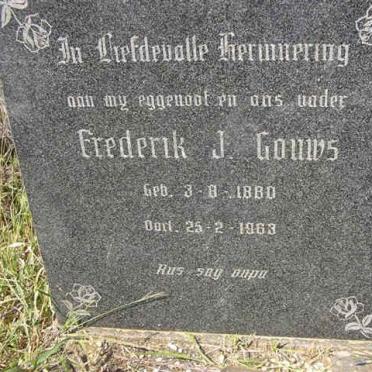 In Liefdevolle Herinnering
aan my eggenoot en ons vader
Frederik J. Gouws
Geb. 3-8-1880
Oorl. 25-2-1963
Rus sag oupa